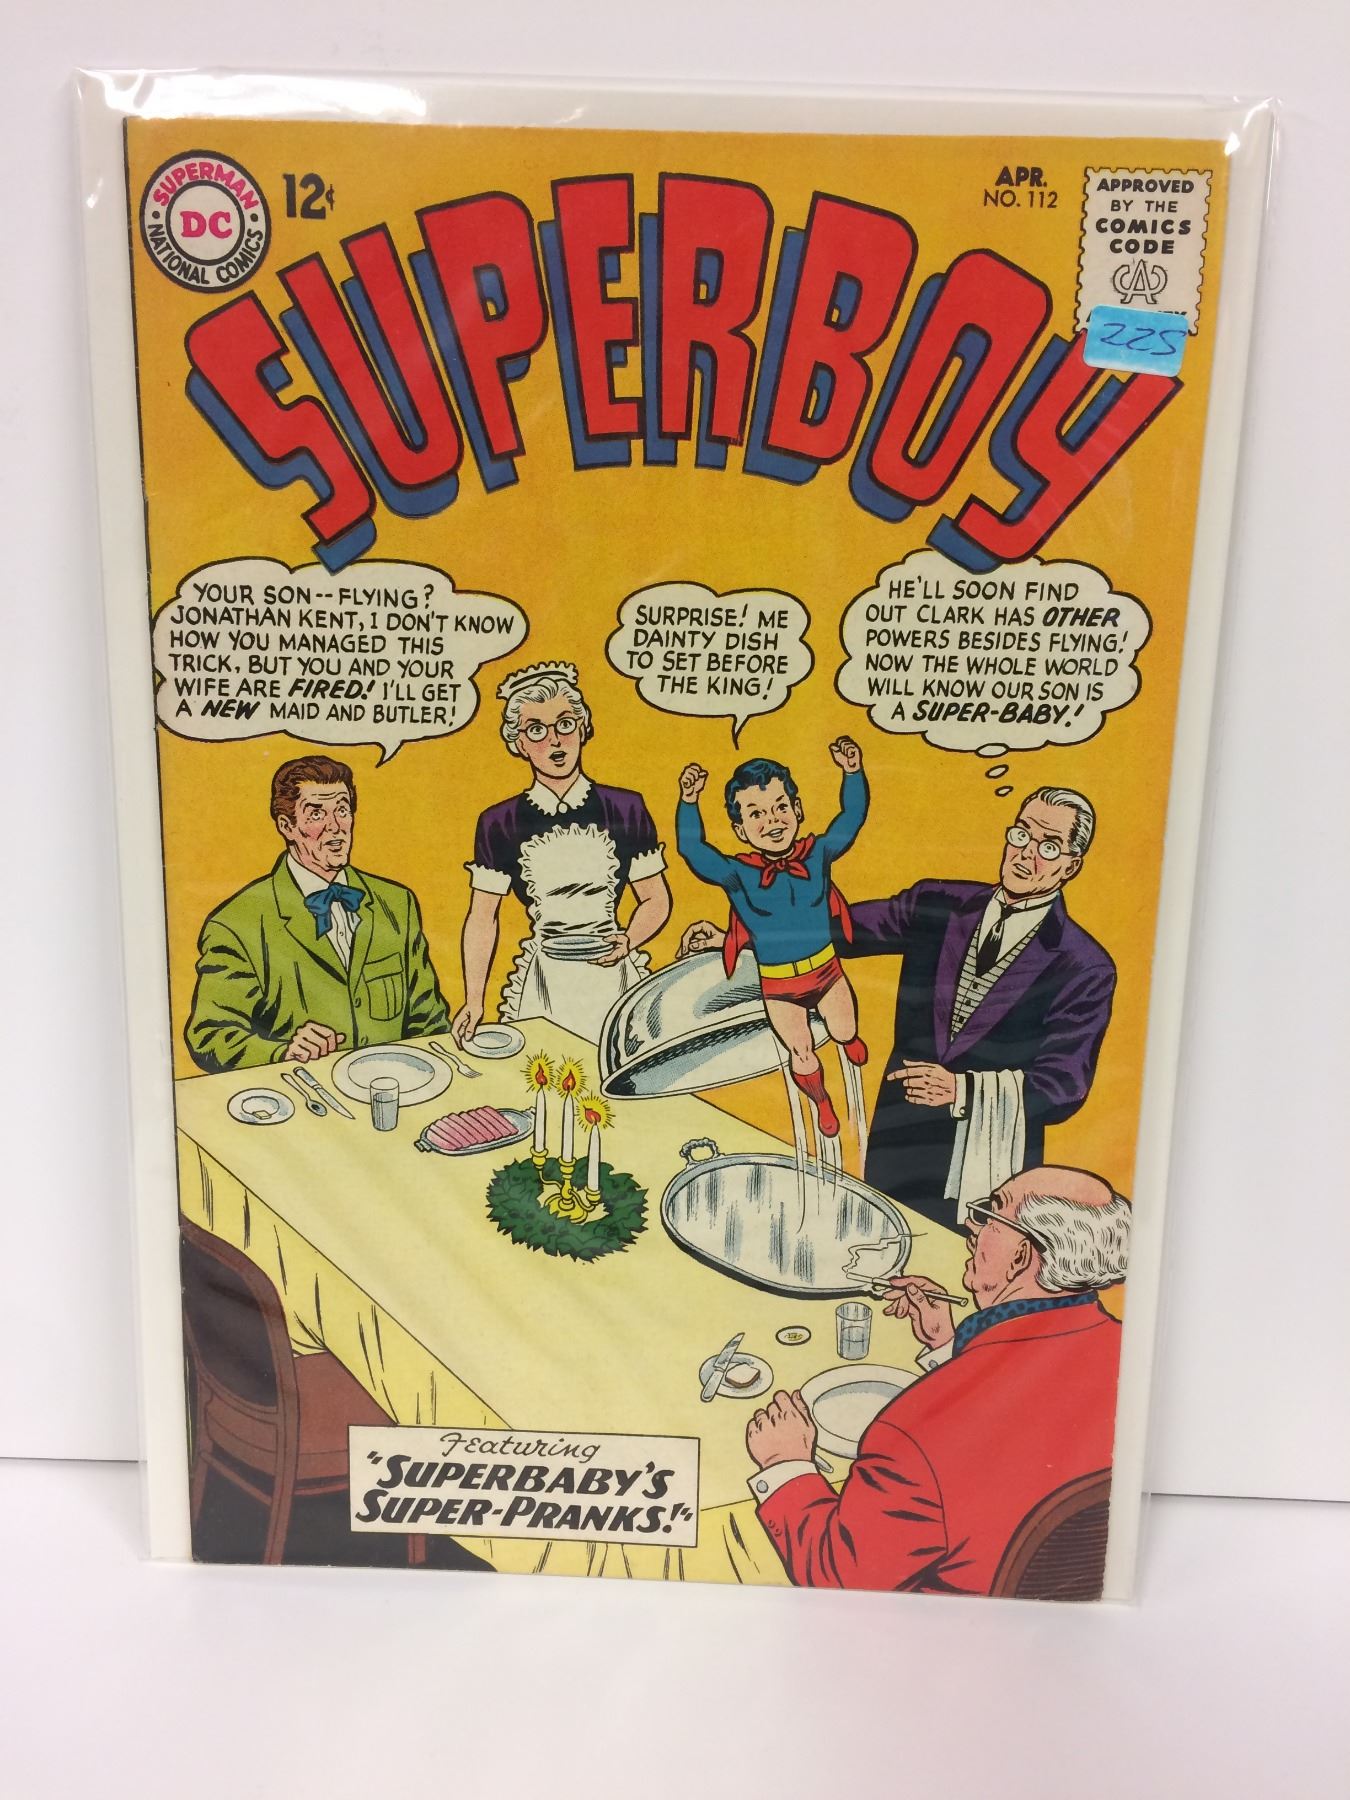 SUPERMAN
DC
NATIONAL COMICS
12¢
APR.
NO. 112
APPROVED
BY THE
COMICS
CODE
CA
225
SUPERBOY
YOUR SON -- FLYING?
JONATHAN KENT, I DON'T KNOW
HOW YOU MANAGED THIS
TRICK. BUT YOU AND YOUR
WIFE ARE FIRED! I'LL GET
A NEW MAID AND BUTLER!
SURPRISE! ME
DAINTY DISH
TO SET BEFORE
THE KING!
HE'LL SOON FIND
OUT CLARK HAS OTHER
POWERS BESIDES FLYING!
NOW THE WHOLE WORLD
WILL KNOW OUR SON IS
A SUPER-BABY!
Featuring
"SUPERBABY'S
SUPER-PRANKS!"